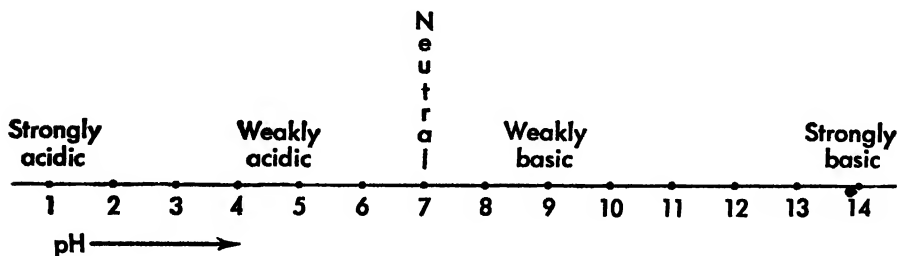 Neutral
Strongly acidic
Weakly acidic
Weakly basic
Strongly basic
1 2 3 4 5 6 7 8 9 10 11 12 13 14
pH